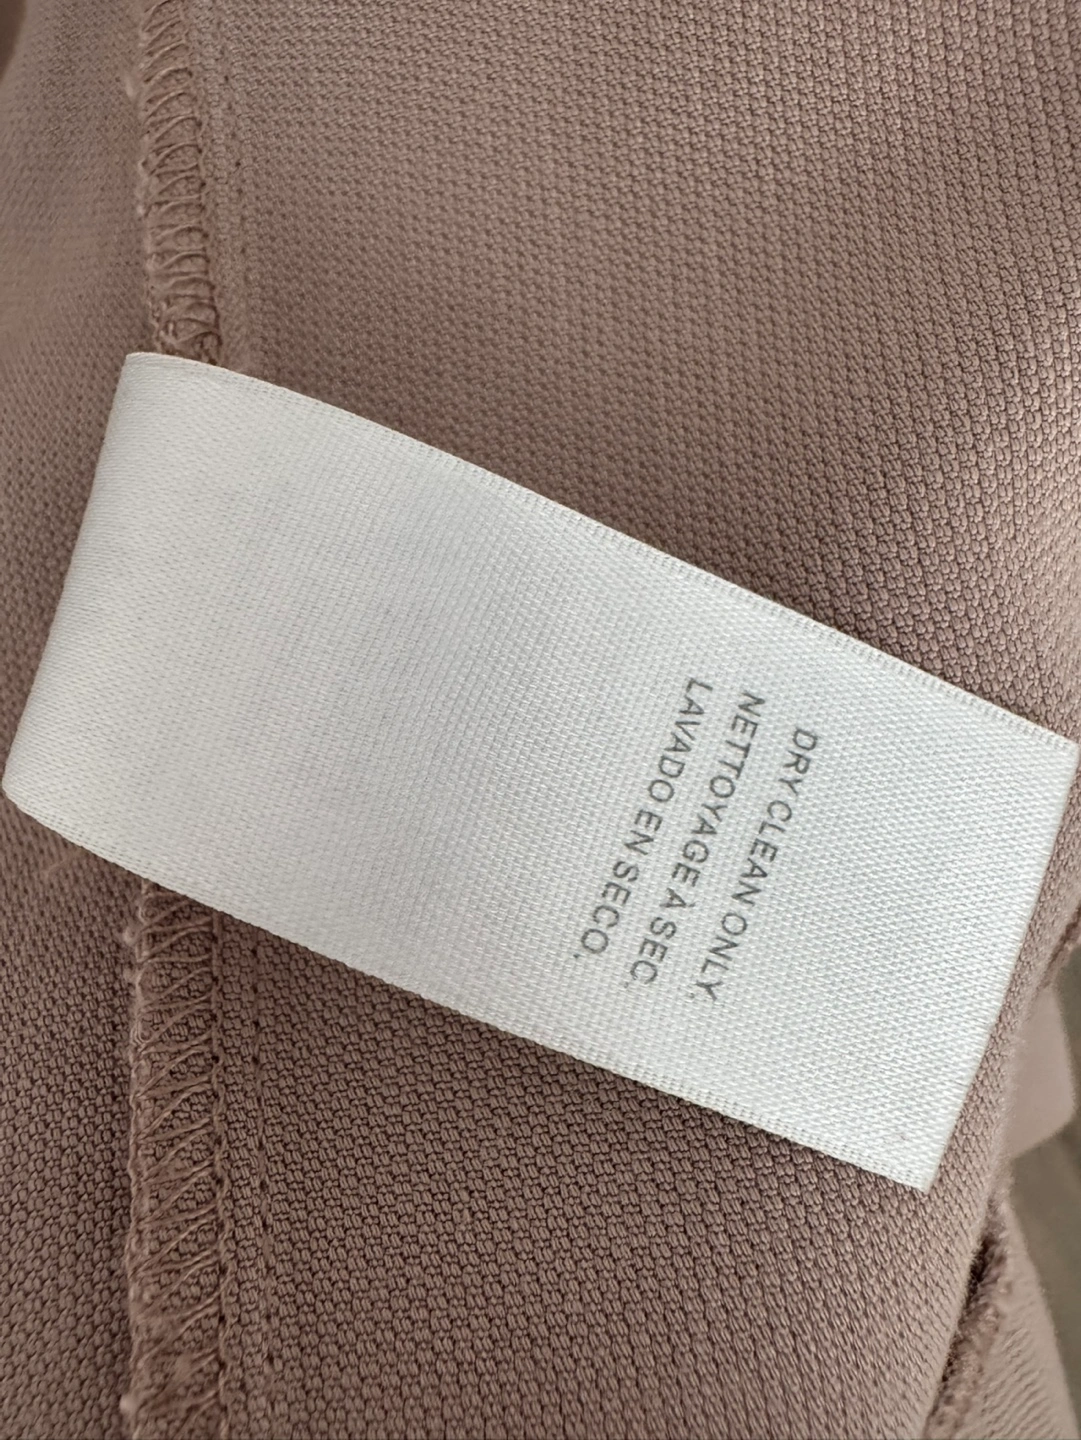 DRY CLEAN ONLY.
NETTOYAGE A SEC.
LAVADO EN SECO.